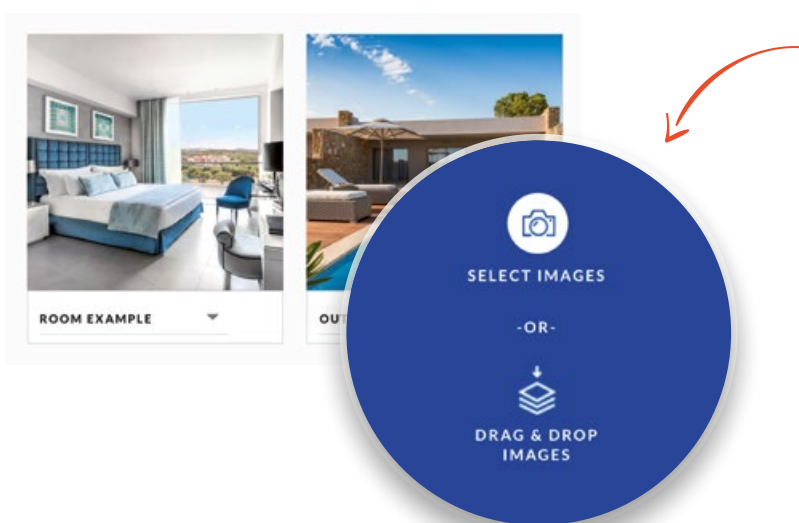 ROOM EXAMPLE
OUT
SELECT IMAGES
-OR-
DRAG & DROP
IMAGES